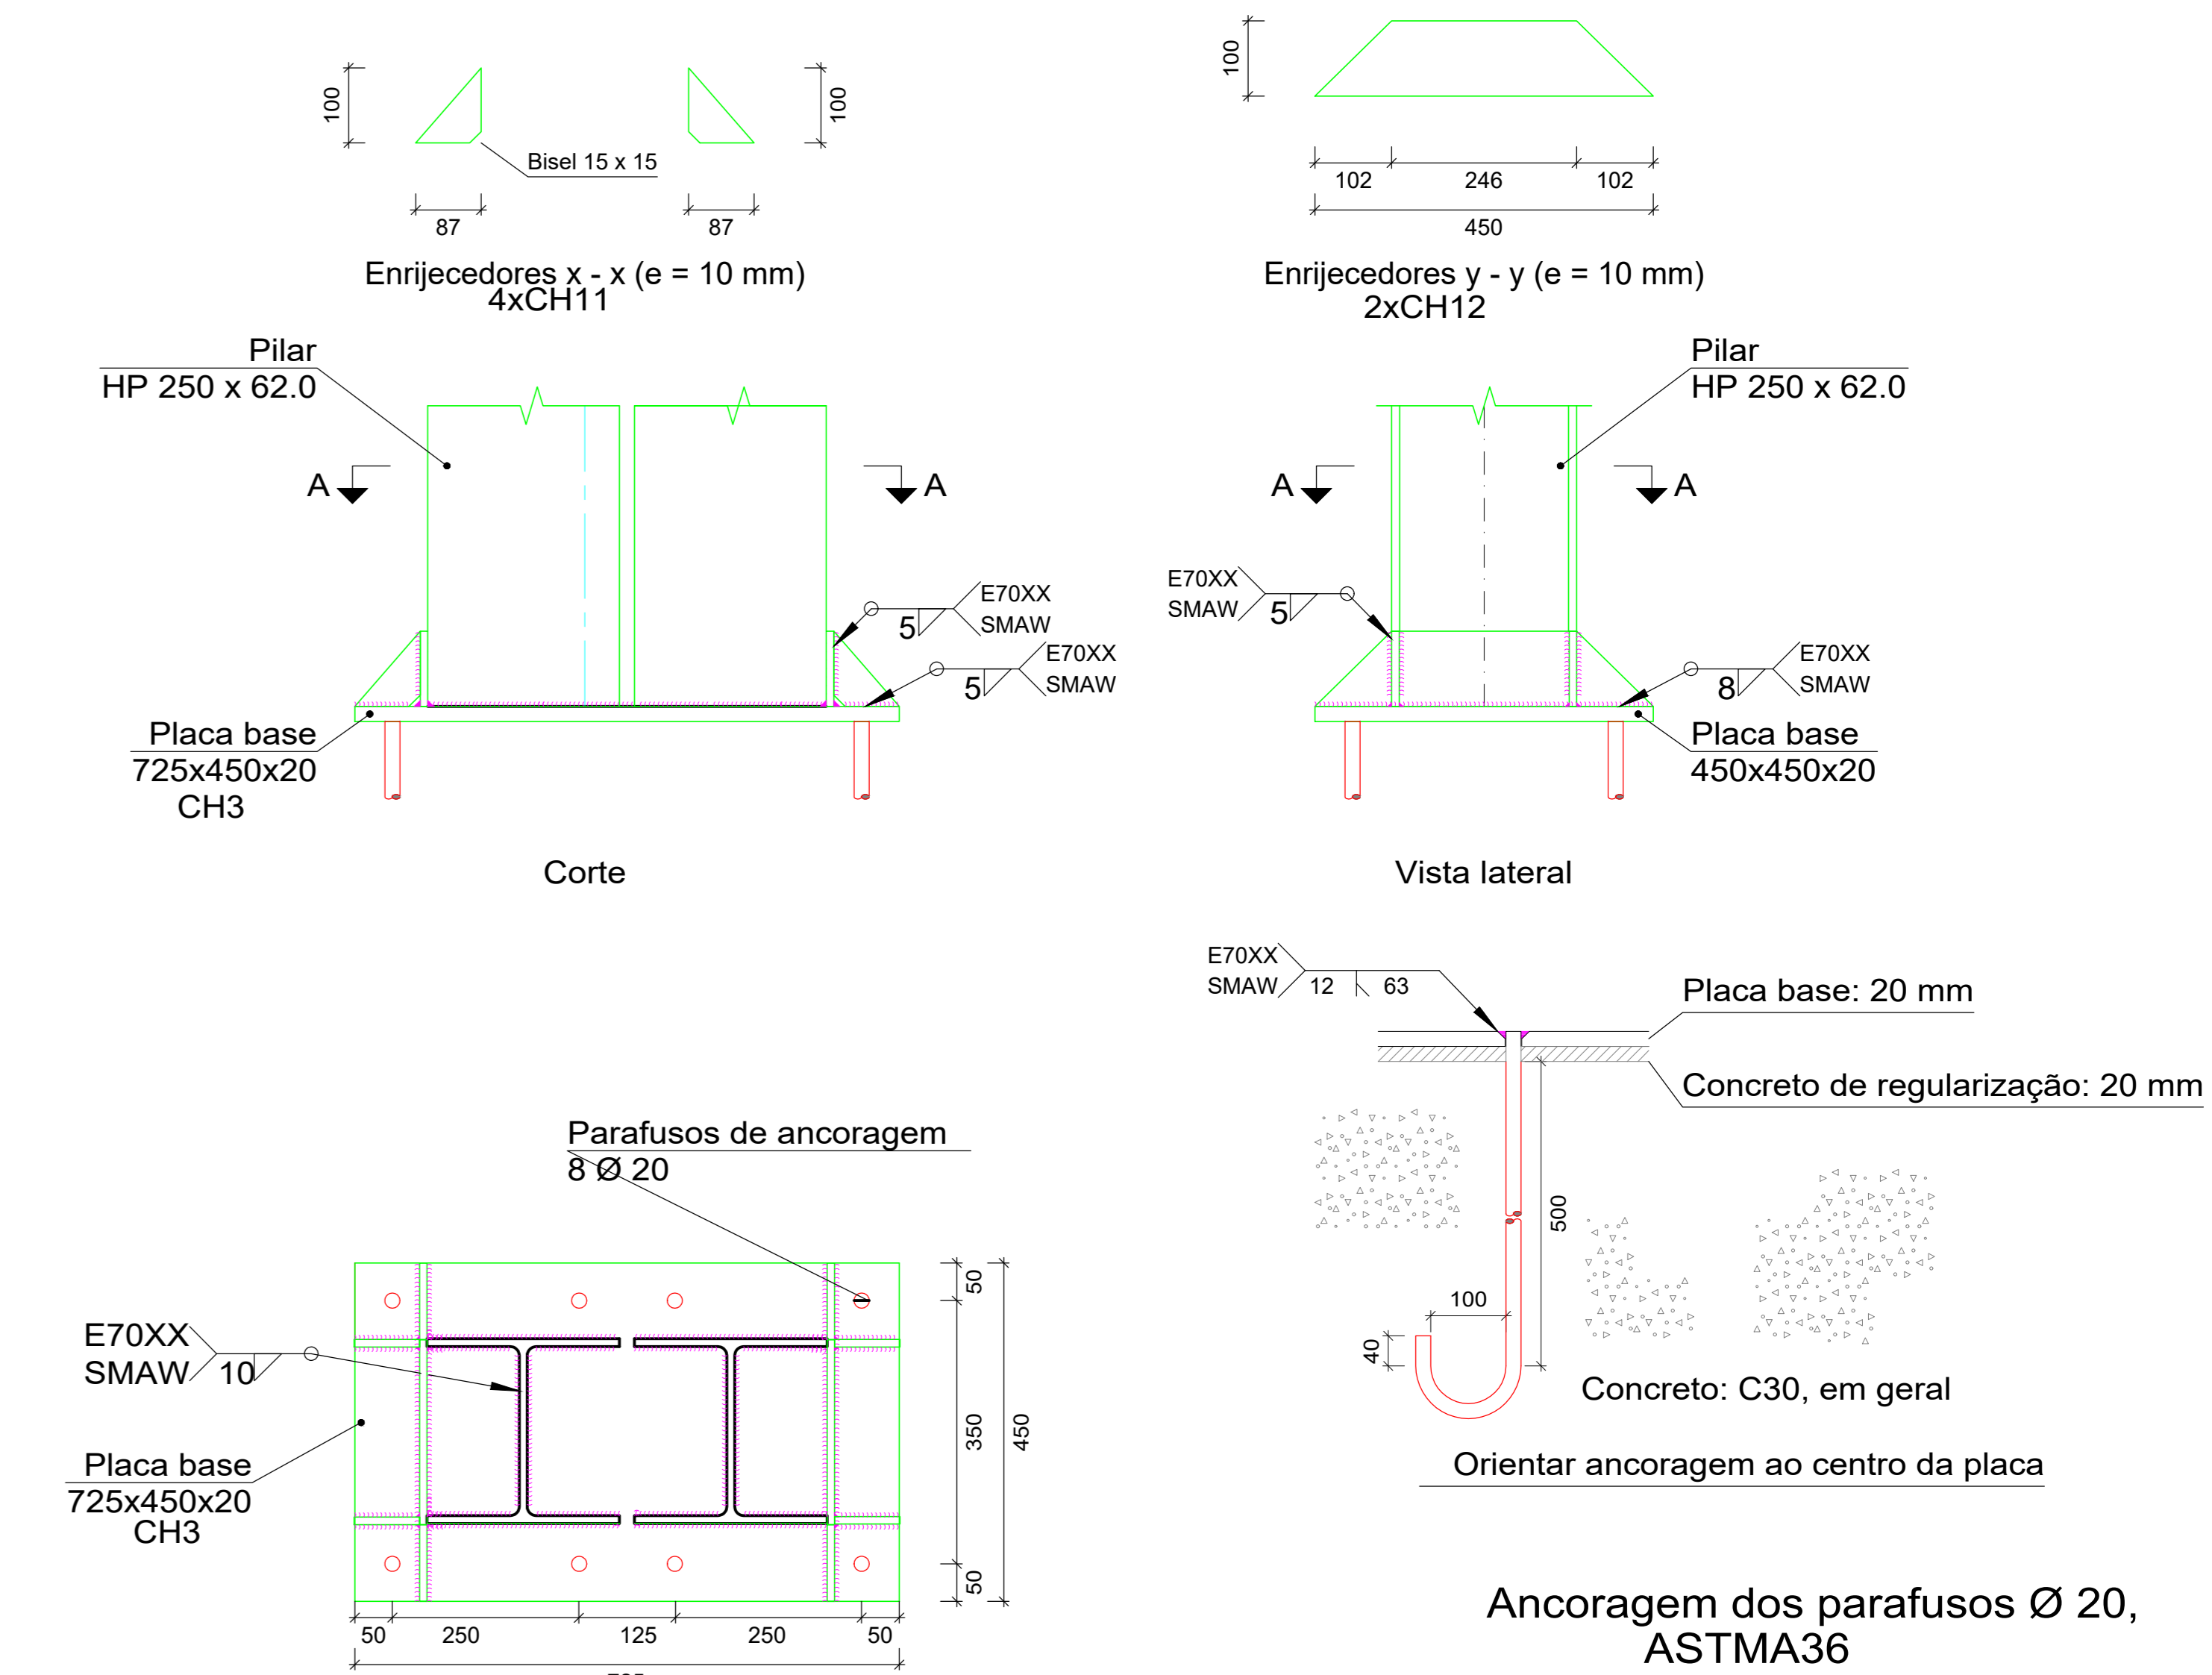 100
100
Bisel 15 x 15
87
87
Enrijecedores x - x (e = 10 mm)
4xCH11
100
102
246
102
450
Enrijecedores y - y (e = 10 mm)
2xCH12
Pilar
HP 250 x 62.0
A
A
E70XX
SMAW
5
E70XX
SMAW
5
Placa base
725x450x20
CH3
Corte
Pilar
HP 250 x 62.0
A
A
E70XX
SMAW
5
E70XX
SMAW
8
Placa base
450x450x20
Vista lateral
Parafusos de ancoragem
8 Ø 20
E70XX
SMAW
10
Placa base
725x450x20
CH3
50
350
50
450
50
250
125
250
50
E70XX
SMAW
12
63
Placa base: 20 mm
Concreto de regularização: 20 mm
500
100
40
Concreto: C30, em geral
Orientar ancoragem ao centro da placa
Ancoragem dos parafusos Ø 20,
ASTMA36